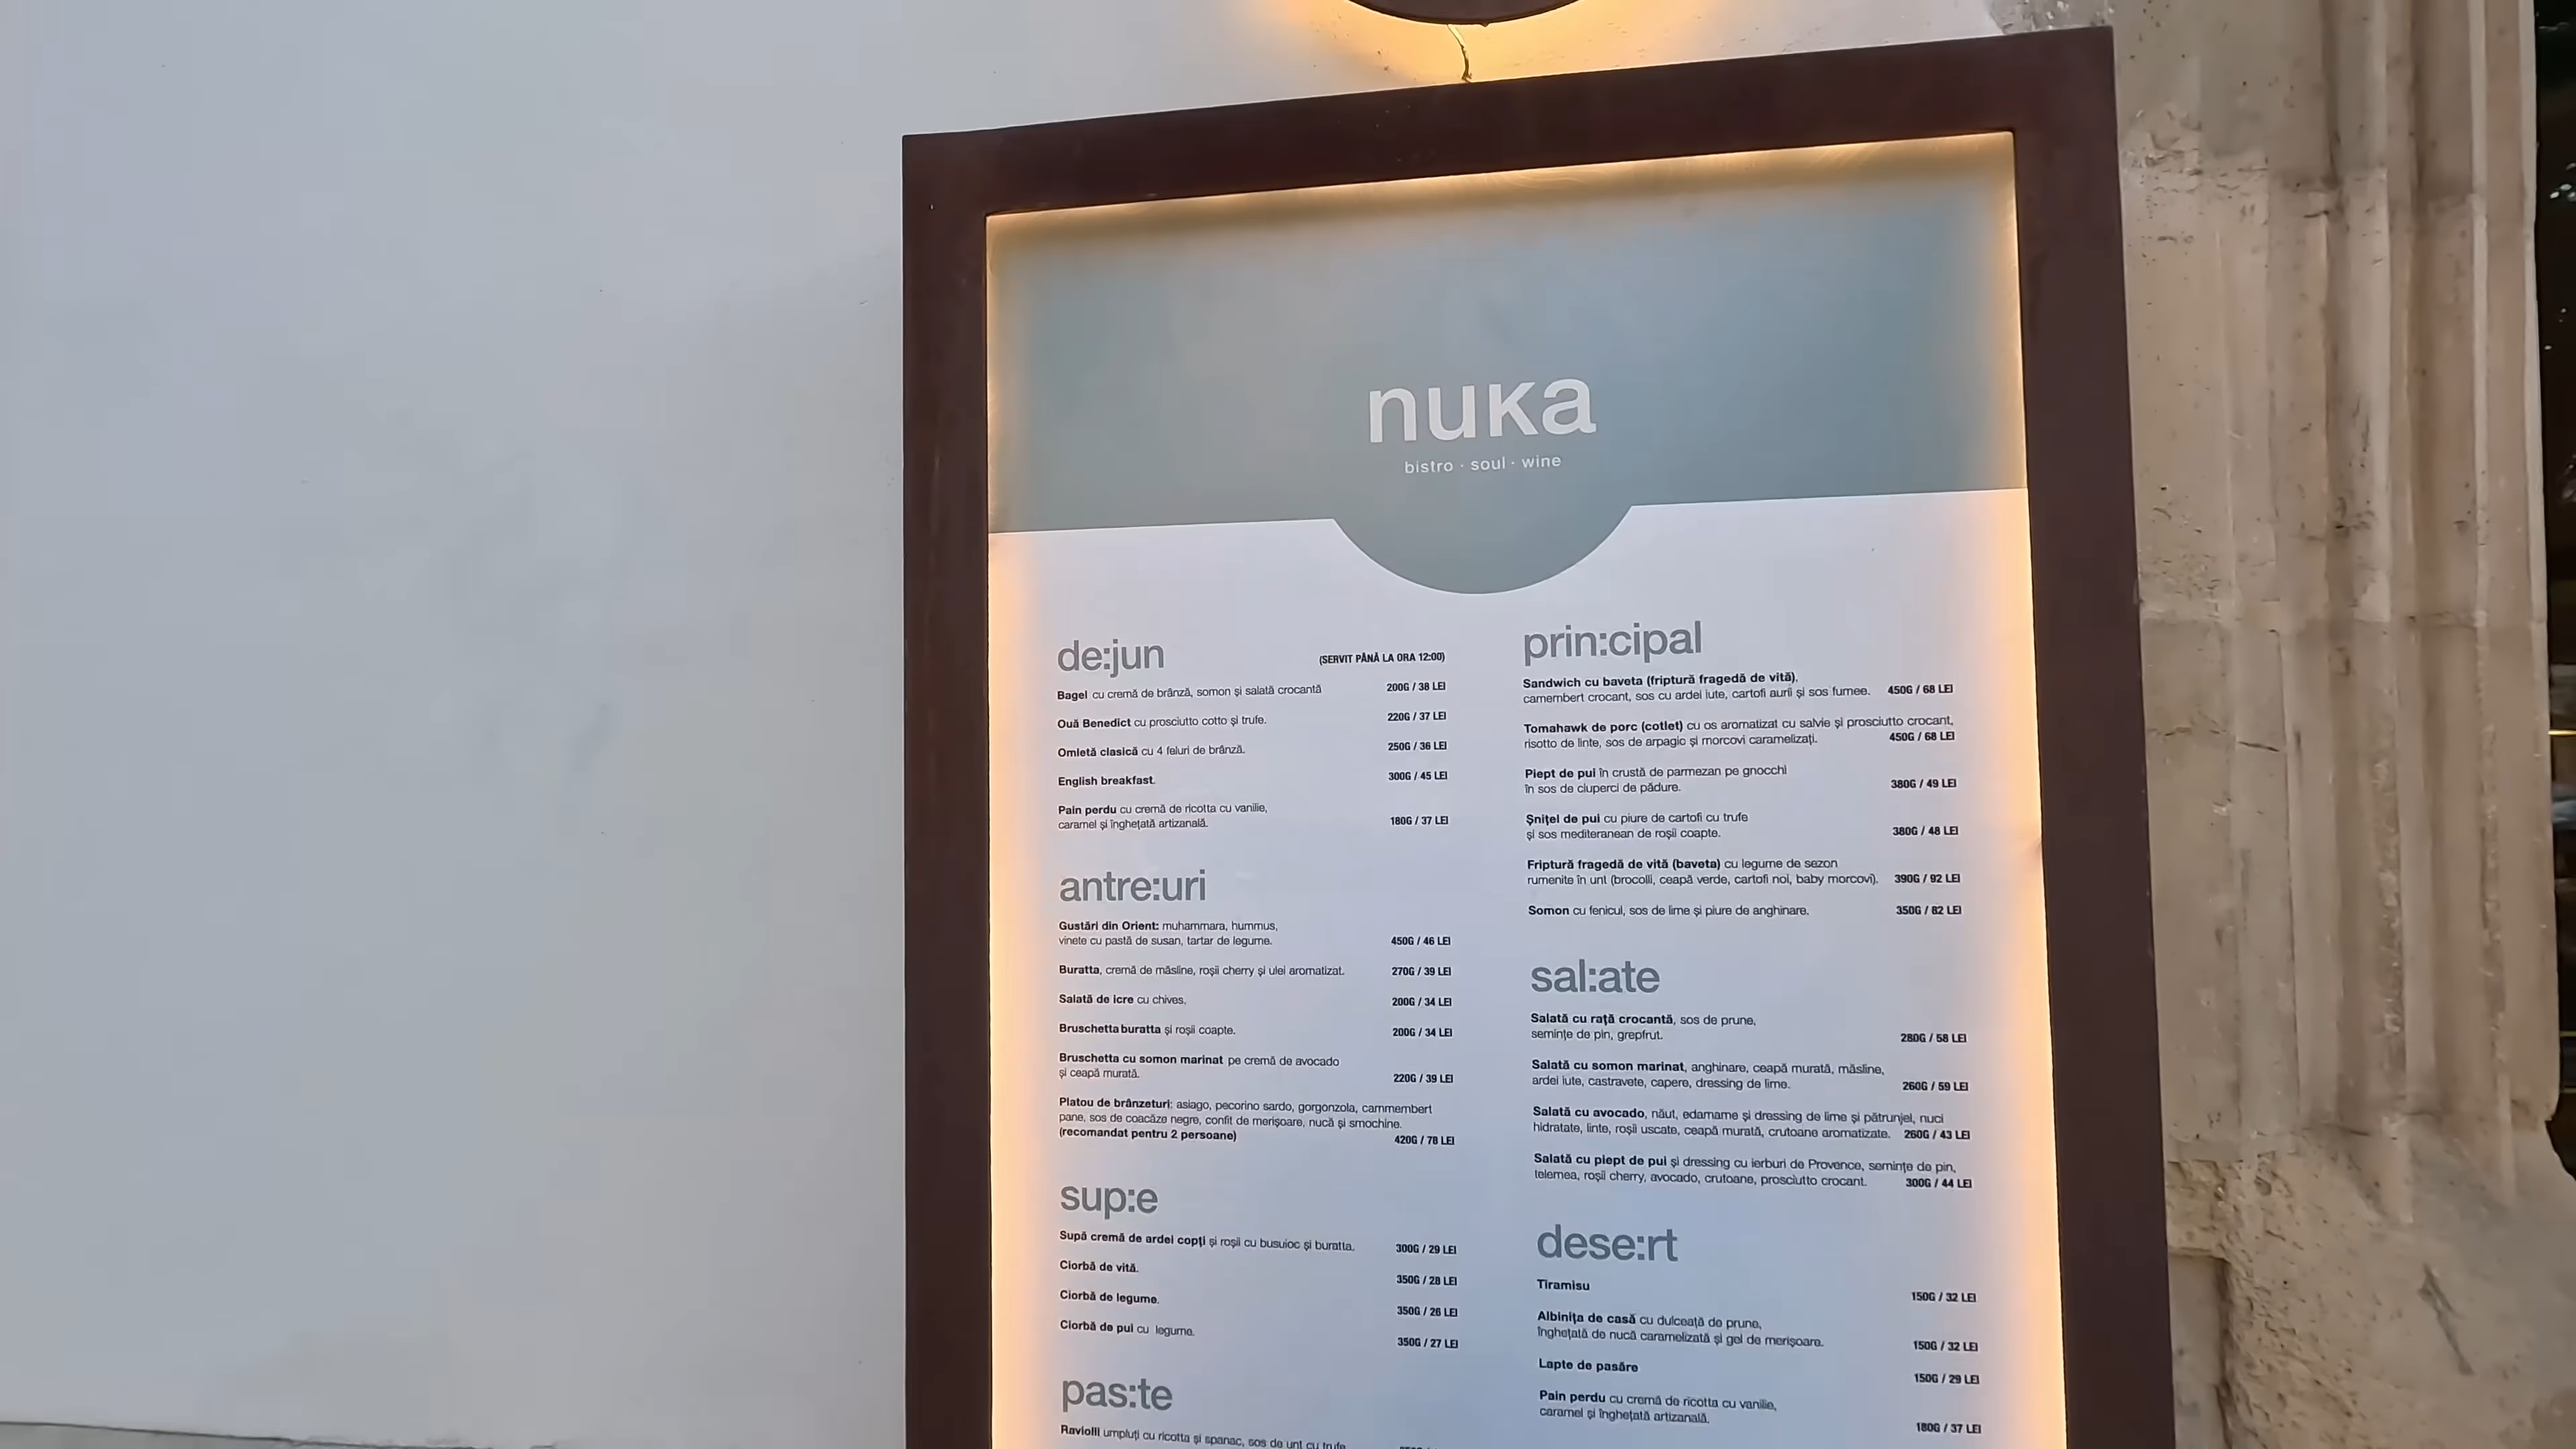 nuka
bistro · soul · wine
de:jun
(SERVIT PÂNĂ LA ORA 12:00)
Bagel cu cremă de brânză, somon și salată crocantă 200G / 38 LEI
Ouă Benedict cu prosciutto cotto și trufe. 220G / 37 LEI
Omletă clasică cu 4 feluri de brânză. 250G / 36 LEI
English breakfast. 300G / 45 LEI
Pain perdu cu cremă de ricotta cu vanilie,
caramel și înghețată artizanală. 180G / 37 LEI
antre:uri
Gustări din Orient: muhammara, hummus,
vinete cu pastă de susan, tartar de legume. 450G / 46 LEI
Buratta, cremă de măsline, roșii cherry și ulei aromatizat. 270G / 39 LEI
Salată de icre cu chives. 200G / 34 LEI
Bruschetta buratta și roșii coapte. 200G / 34 LEI
Bruschetta cu somon marinat pe cremă de avocado
și ceapă murată. 220G / 39 LEI
Platou de brânzeturi: asiago, pecorino sardo, gorgonzola, cammembert
pane, sos de coacăze negre, confit de merișoare, nucă și smochine.
(recomandat pentru 2 persoane) 420G / 78 LEI
sup:e
Supă cremă de ardei copți și roșii cu busuioc și buratta. 300G / 29 LEI
Ciorbă de vită. 350G / 28 LEI
Ciorbă de legume. 350G / 26 LEI
Ciorbă de pui cu legume. 350G / 27 LEI
pas:te
Ravioli umpluți cu ricotta și spanac, sos de unt cu trufe
prin:cipal
Sandwich cu baveta (friptură fragedă de vită),
camembert crocant, sos cu ardei iute, cartofi aurii și sos fumee. 450G / 68 LEI
Tomahawk de porc (cotlet) cu os aromatizat cu salvie și prosciutto crocant,
risotto de linte, sos de arpagic și morcovi caramelizați. 450G / 68 LEI
Piept de pui în crustă de parmezan pe gnocchi
în sos de ciuperci de pădure. 380G / 49 LEI
Șnițel de pui cu piure de cartofi cu trufe
și sos mediteranean de roșii coapte. 380G / 48 LEI
Friptură fragedă de vită (baveta) cu legume de sezon
rumenite în unt (brocolli, ceapă verde, cartofi noi, baby morcovi). 390G / 92 LEI
Somon cu fenicul, sos de lime și piure de anghinare. 350G / 82 LEI
sal:ate
Salată cu rață crocantă, sos de prune,
semințe de pin, grepfrut. 280G / 58 LEI
Salată cu somon marinat, anghinare, ceapă murată, măsline,
ardei iute, castravete, capere, dressing de lime. 260G / 59 LEI
Salată cu avocado, năut, edamame și dressing de lime și pătrunjel, nuci
hidratate, linte, roșii uscate, ceapă murată, crutoane aromatizate. 260G / 43 LEI
Salată cu piept de pui și dressing cu ierburi de Provence, semințe de pin,
telemea, roșii cherry, avocado, crutoane, prosciutto crocant. 300G / 44 LEI
dese:rt
Tiramisu 150G / 32 LEI
Albinița de casă cu dulceață de prune,
înghețată de nucă caramelizată și gel de merișoare. 150G / 32 LEI
Lapte de pasăre 150G / 29 LEI
Pain perdu cu cremă de ricotta cu vanilie,
caramel și înghețată artizanală. 180G / 37 LEI